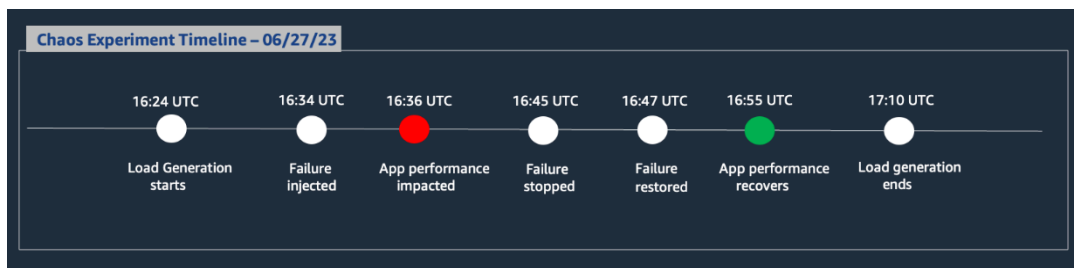 Chaos Experiment Timeline – 06/27/23
16:24 UTC
16:34 UTC
16:36 UTC
16:45 UTC
16:47 UTC
16:55 UTC
17:10 UTC
Load Generation
starts
Failure
injected
App performance
impacted
Failure
stopped
Failure
restored
App performance
recovers
Load generation
ends